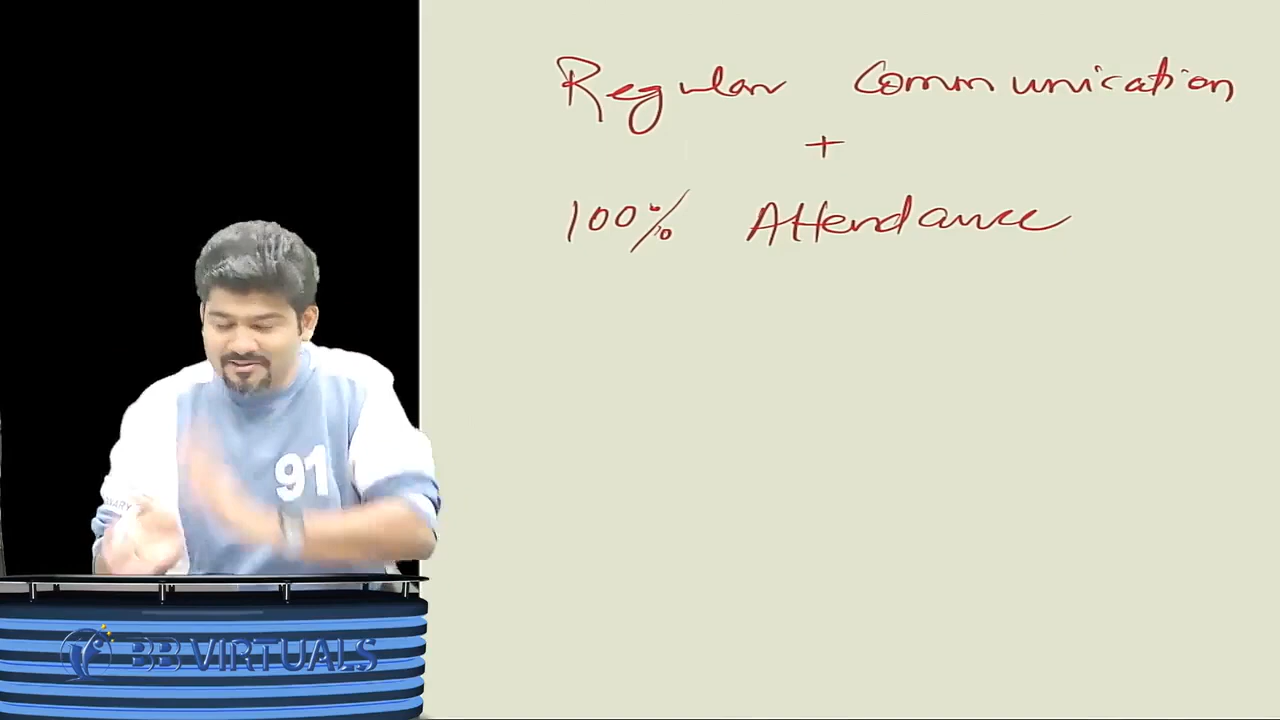 Regular Communication
+
100% Attendance
91
BB VIRTUALS